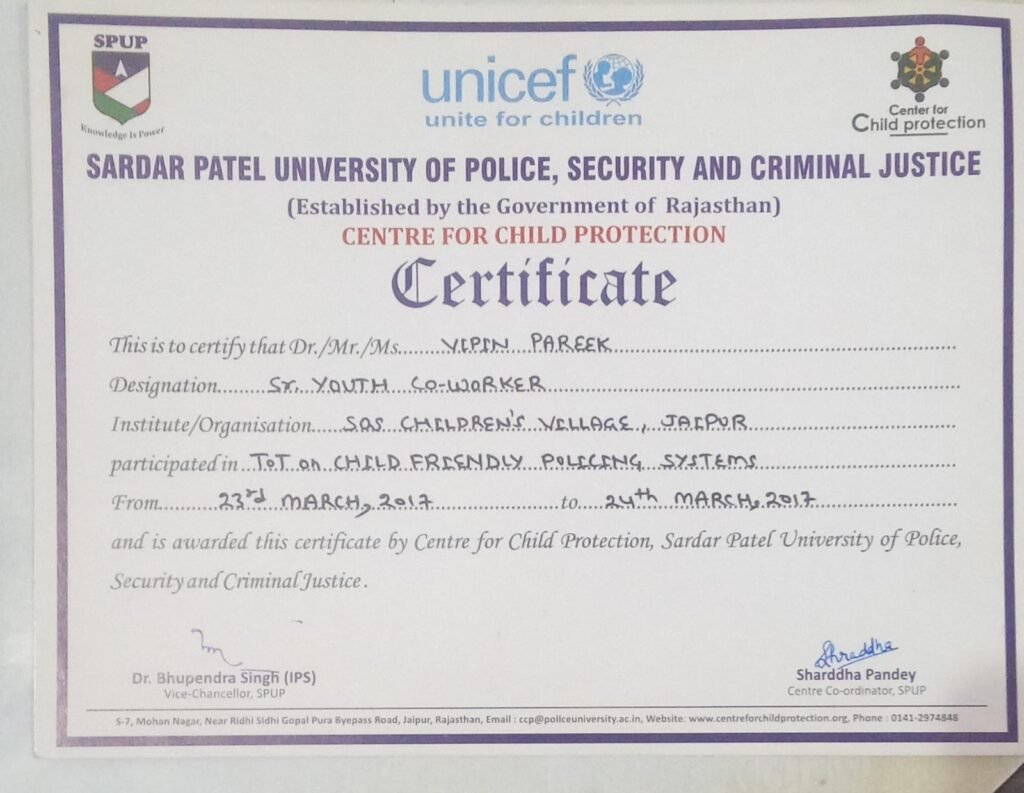 SPUP
Knowledge Is Power
unicef
unite for children
Center for
Child protection
SARDAR PATEL UNIVERSITY OF POLICE, SECURITY AND CRIMINAL JUSTICE
(Established by the Government of Rajasthan)
CENTRE FOR CHILD PROTECTION
Certificate
This is to certify that Dr./Mr./Ms. VIPIN PAREEK
Designation Sr. YOUTH CO-WORKER
Institute/Organisation SOS CHILDREN'S VILLAGE, JAIPUR
participated in ToT on CHILD FRIENDLY POLICING SYSTEMS
From 23rd MARCH, 2017 to 24th MARCH, 2017
and is awarded this certificate by Centre for Child Protection, Sardar Patel University of Police,
Security and Criminal Justice.
Shraddha
Dr. Bhupendra Singh (IPS)
Vice-Chancellor, SPUP
Sharddha Pandey
Centre Co-ordinator, SPUP
S-7, Mohan Nagar, Near Ridhi Sidhi Gopal Pura Byepass Road, Jaipur, Rajasthan, Email : ccp@policeuniversity.ac.in, Website: www.centreforchildprotection.org, Phone : 0141-2974848